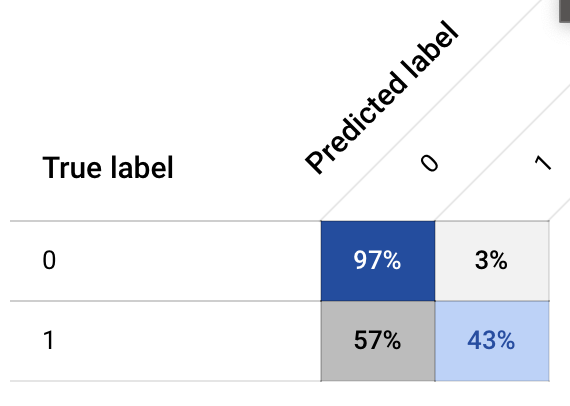 Predicted label
True label
0 1
0 97% 3%
1 57% 43%